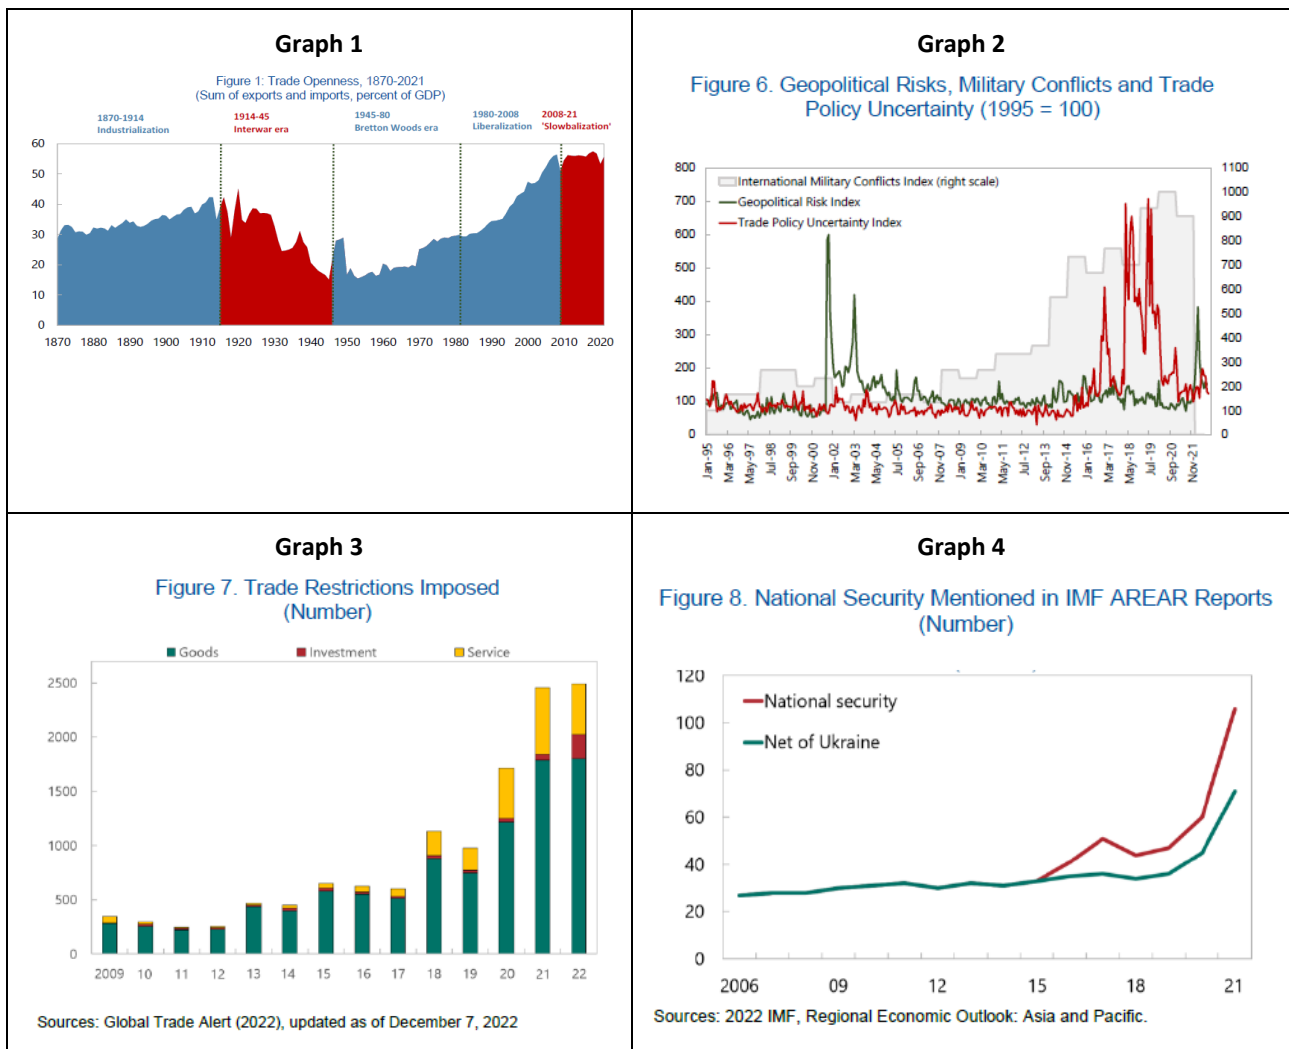 Graph 1
Figure 1: Trade Openness, 1870-2021
(Sum of exports and imports, percent of GDP)
1870-1914
Industrialization
1914-45
Interwar era
1945-80
Bretton Woods era
1980-2008
Liberalization
2008-21
'Slowbalization'
60
50
40
30
20
10
0
1870 1880 1890 1900 1910 1920 1930 1940 1950 1960 1970 1980 1990 2000 2010 2020
Graph 2
Figure 6. Geopolitical Risks, Military Conflicts and Trade
Policy Uncertainty (1995 = 100)
International Military Conflicts Index (right scale)
Geopolitical Risk Index
Trade Policy Uncertainty Index
800
700
600
500
400
300
200
100
0
1100
1000
900
800
700
600
500
400
300
200
100
0
Jan-95
Mar-96
May-97
Jul-98
Sep-99
Nov-00
Jan-02
Mar-03
May-04
Jul-05
Sep-06
Nov-07
Jan-09
Mar-10
May-11
Jul-12
Sep-13
Nov-14
Jan-16
Mar-17
May-18
Jul-19
Sep-20
Nov-21
Graph 3
Figure 7. Trade Restrictions Imposed
(Number)
Goods Investment Service
2500
2000
1500
1000
500
0
2009 10 11 12 13 14 15 16 17 18 19 20 21 22
Sources: Global Trade Alert (2022), updated as of December 7, 2022
Graph 4
Figure 8. National Security Mentioned in IMF AREAR Reports
(Number)
National security
Net of Ukraine
120
100
80
60
40
20
0
2006 09 12 15 18 21
Sources: 2022 IMF, Regional Economic Outlook: Asia and Pacific.